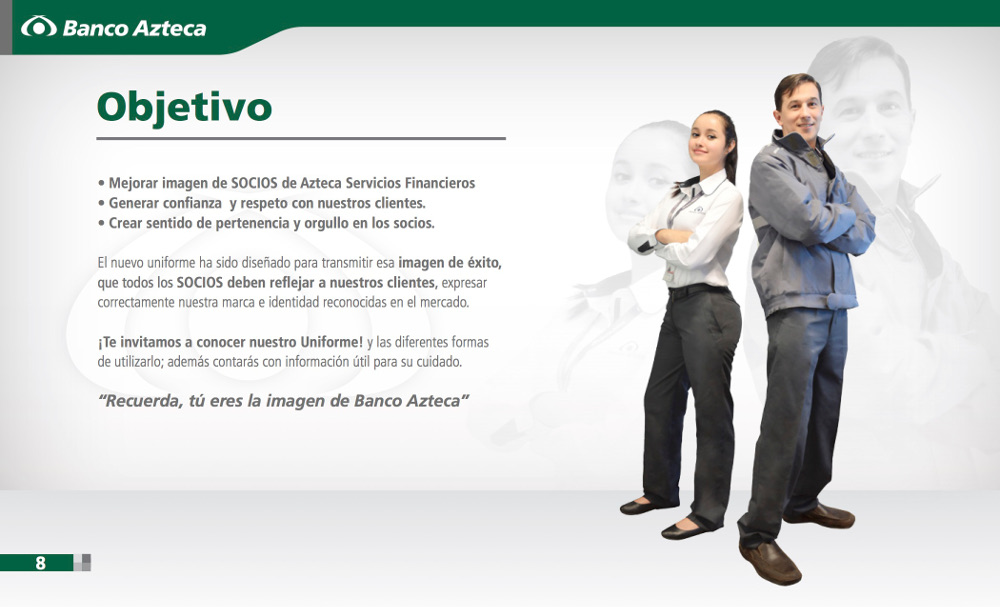 Banco Azteca
Objetivo
• Mejorar imagen de SOCIOS de Azteca Servicios Financieros
• Generar confianza y respeto con nuestros clientes.
• Crear sentido de pertenencia y orgullo en los socios.
El nuevo uniforme ha sido diseñado para transmitir esa imagen de éxito,
que todos los SOCIOS deben reflejar a nuestros clientes, expresar
correctamente nuestra marca e identidad reconocidas en el mercado.
¡Te invitamos a conocer nuestro Uniforme! y las diferentes formas
de utilizarlo; además contarás con información útil para su cuidado.
“Recuerda, tú eres la imagen de Banco Azteca”
8